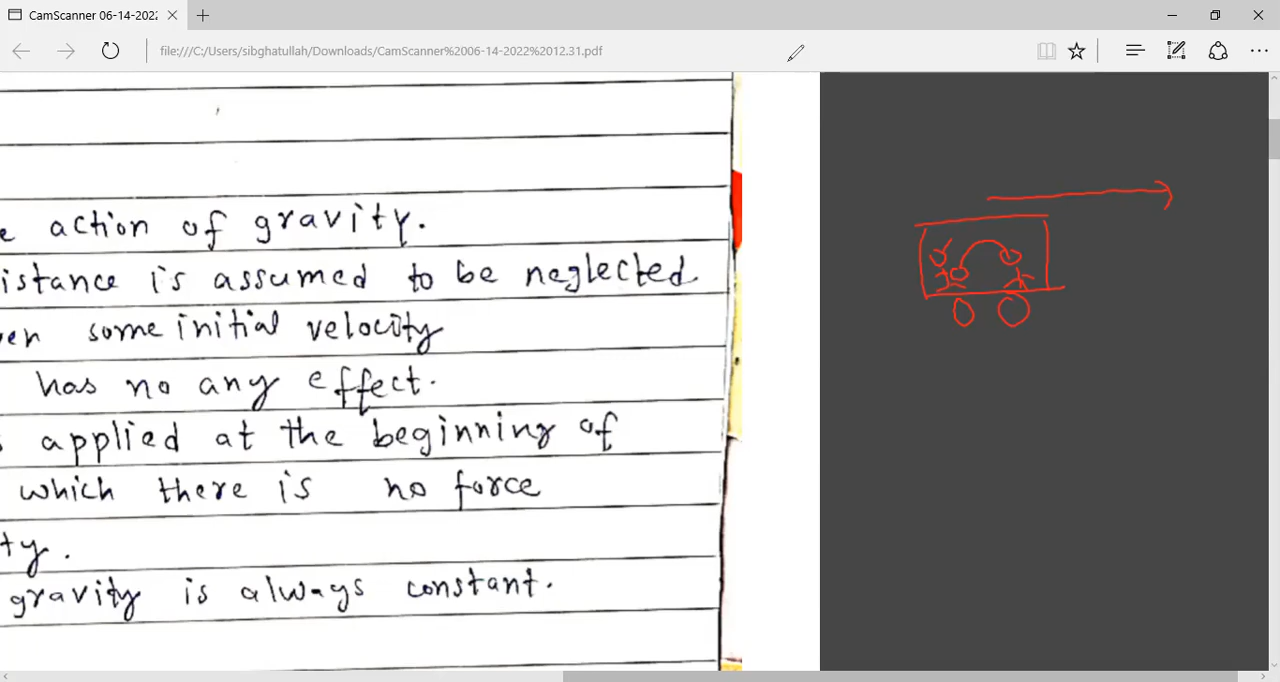 CamScanner 06-14-202
file:///C:/Users/sibghatullah/Downloads/CamScanner%2006-14-2022%2012.31.pdf
e action of gravity.
istance is assumed to be neglected
en some initial velocity
has no any effect.
s applied at the beginning of
which there is no force
ty.
gravity is always constant.